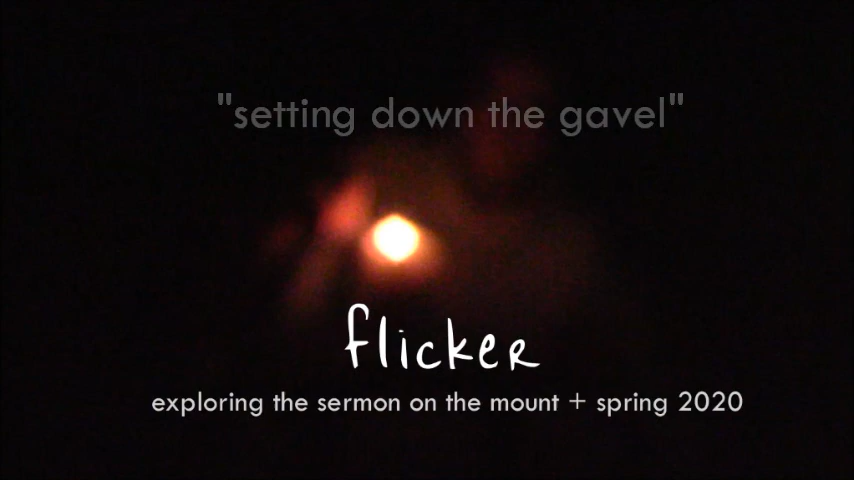 "setting down the gavel"
flicker
exploring the sermon on the mount + spring 2020